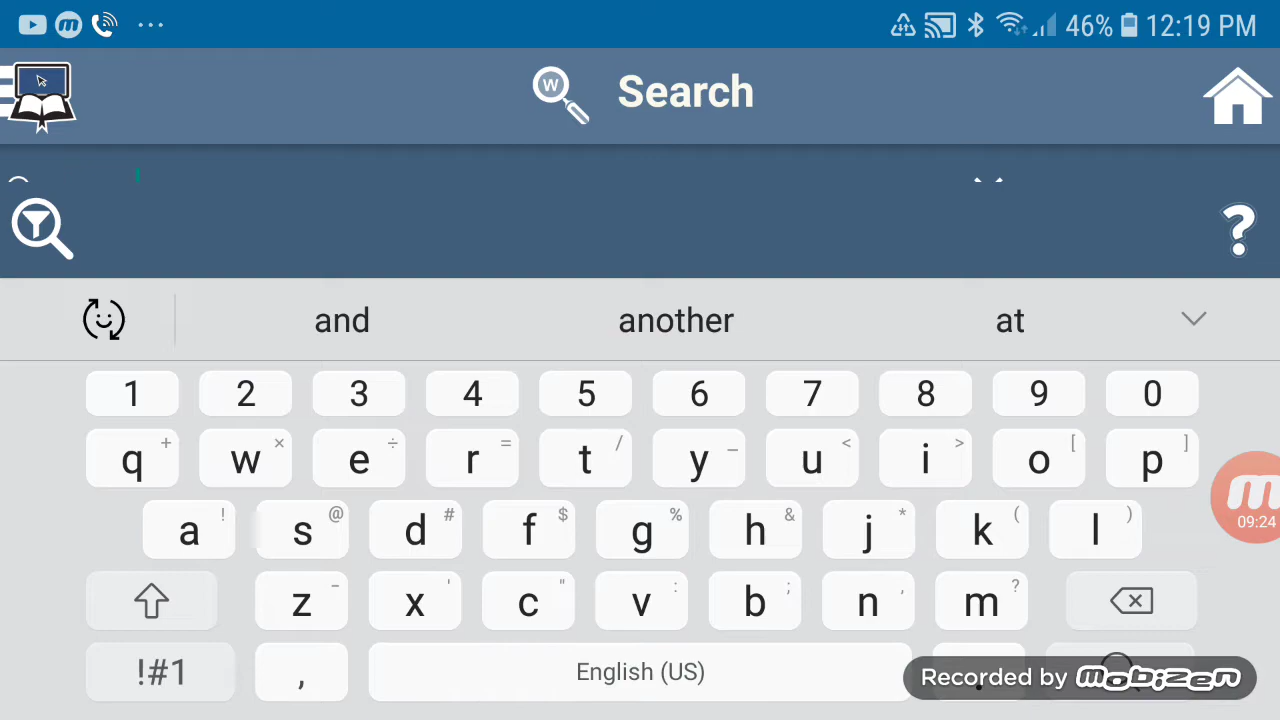 46% 12:19 PM
W Search
?
and another at
1 2 3 4 5 6 7 8 9 0
q + w × e ÷ r = t / y _ u < i > o [ p ]
a ! s @ d # f $ g % h & j * k ( l )
z - x ' c " v : b ; n , m ?
m 09:24
!#1 , English (US)
Recorded by mobizen